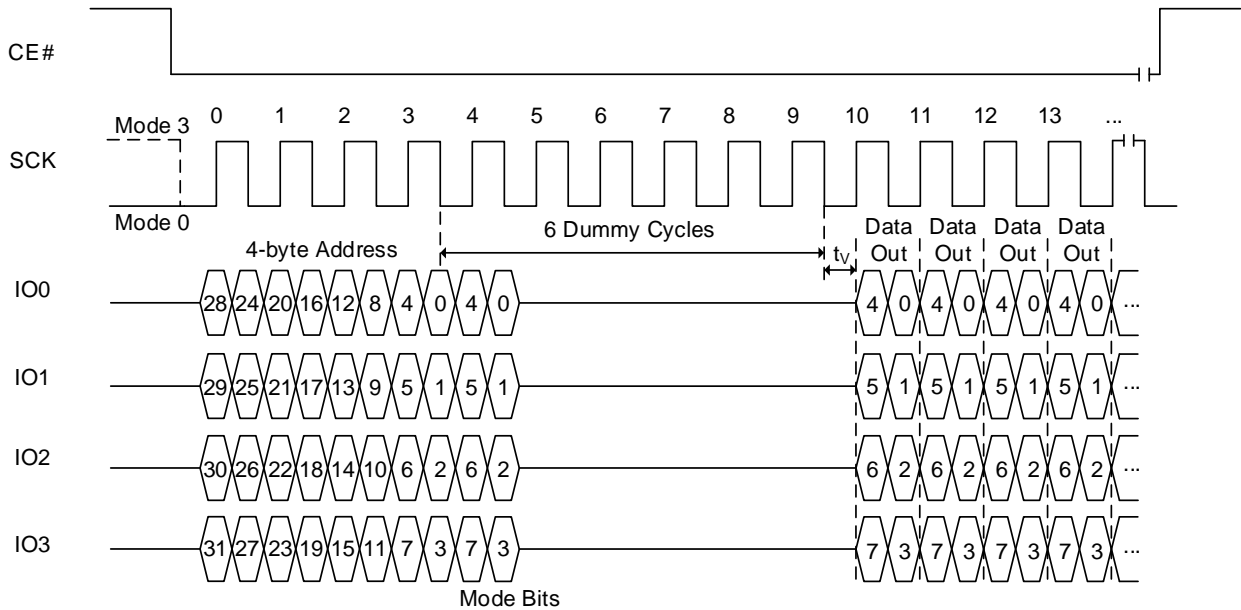 CE#
0 1 2 3 4 5 6 7 8 9 10 11 12 13 ...
Mode 3
SCK
Mode 0
6 Dummy Cycles
Data Data Data Data
4-byte Address
tV Out Out Out Out
IO0 28 24 20 16 12 8 4 0 4 0 4 0 4 0 4 0 4 0 ...
IO1 29 25 21 17 13 9 5 1 5 1 5 1 5 1 5 1 5 1 ...
IO2 30 26 22 18 14 10 6 2 6 2 6 2 6 2 6 2 6 2 ...
IO3 31 27 23 19 15 11 7 3 7 3 7 3 7 3 7 3 7 3 ...
Mode Bits